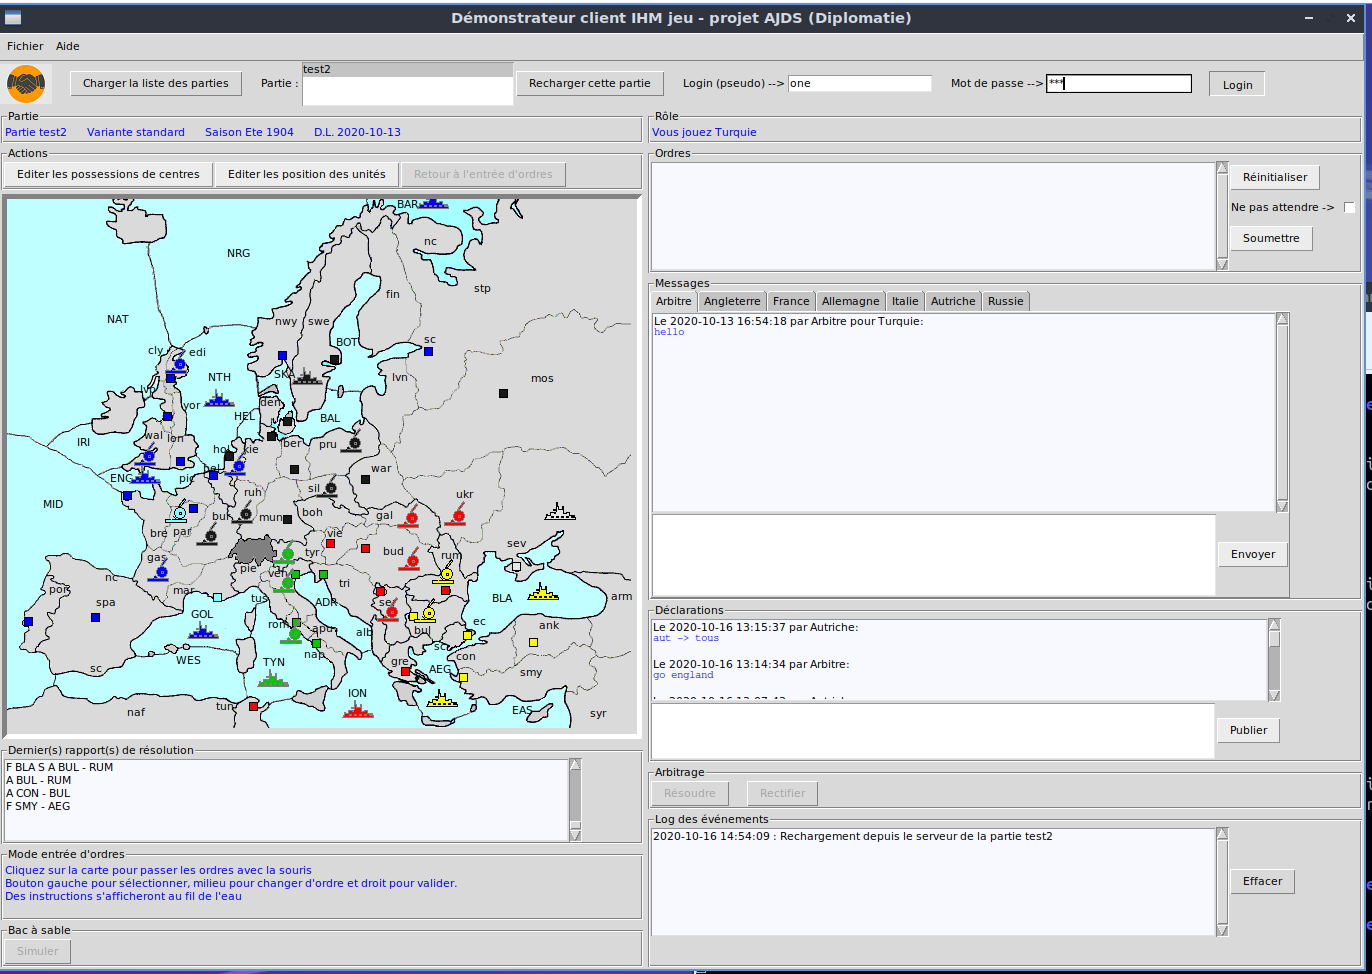 Démonstrateur client IHM jeu - projet AJDS (Diplomatie)
Fichier Aide
Charger la liste des parties
Partie :
test2
Recharger cette partie
Login (pseudo) --> one
Mot de passe --> ***
Login
Partie
Partie test2 Variante standard Saison Ete 1904 D.L. 2020-10-13
Rôle
Vous jouez Turquie
Actions
Editer les possessions de centres
Editer les position des unités
Retour à l'entrée d'ordres
Ordres
Réinitialiser
Ne pas attendre ->
Soumettre
BAR
nc
NRG
stp
fin
NAT
nwy swe
BOT
sc
cly edi
SKA
NTH
lvn
mos
yor
den
HEL
BAL
IRI
wal lon
hol kie
ber pru
bel
war
ENG
pic
ruh
sil
ukr
MID
bur
mun boh
gal
bre par
vie
sev
gas
tyr
bud
rum
nc
pie ven
tri
por
spa
mar
tus
ser
BLA
arm
GOL
rom
ADR
apu
alb
bul
ec
ank
WES
nap
sc
con
sc
TYN
gre
AEG
smy
ION
naf
tun
EAS
syr
Messages
Arbitre Angleterre France Allemagne Italie Autriche Russie
Le 2020-10-13 16:54:18 par Arbitre pour Turquie:
hello
Envoyer
Déclarations
Le 2020-10-16 13:15:37 par Autriche:
aut -> tous
Le 2020-10-16 13:14:34 par Arbitre:
go england
Publier
Dernier(s) rapport(s) de résolution
F BLA S A BUL - RUM
A BUL - RUM
A CON - BUL
F SMY - AEG
Arbitrage
Résoudre
Rectifier
Log des événements
2020-10-16 14:54:09 : Rechargement depuis le serveur de la partie test2
Effacer
Mode entrée d'ordres
Cliquez sur la carte pour passer les ordres avec la souris
Bouton gauche pour sélectionner, milieu pour changer d'ordre et droit pour valider.
Des instructions s'afficheront au fil de l'eau
Bac à sable
Simuler